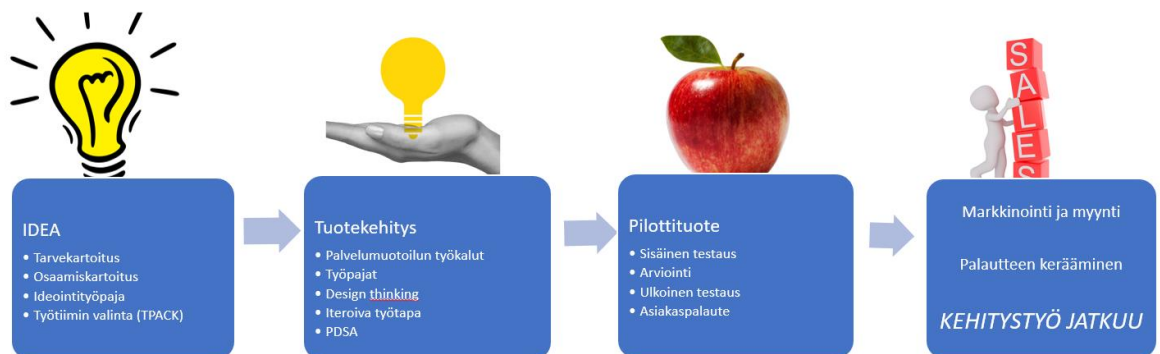 IDEA
• Tarvekartoitus
• Osaamiskartoitus
• Ideointityöpaja
• Työtiimin valinta (TPACK)
Tuotekehitys
• Palvelumuotoilun työkalut
• Työpajat
• Design thinking
• Iteroiva työtapa
• PDSA
Pilottituote
• Sisäinen testaus
• Arviointi
• Ulkoinen testaus
• Asiakaspalaute
SALES
Markkinointi ja myynti
Palautteen kerääminen
KEHITYSTYÖ JATKUU